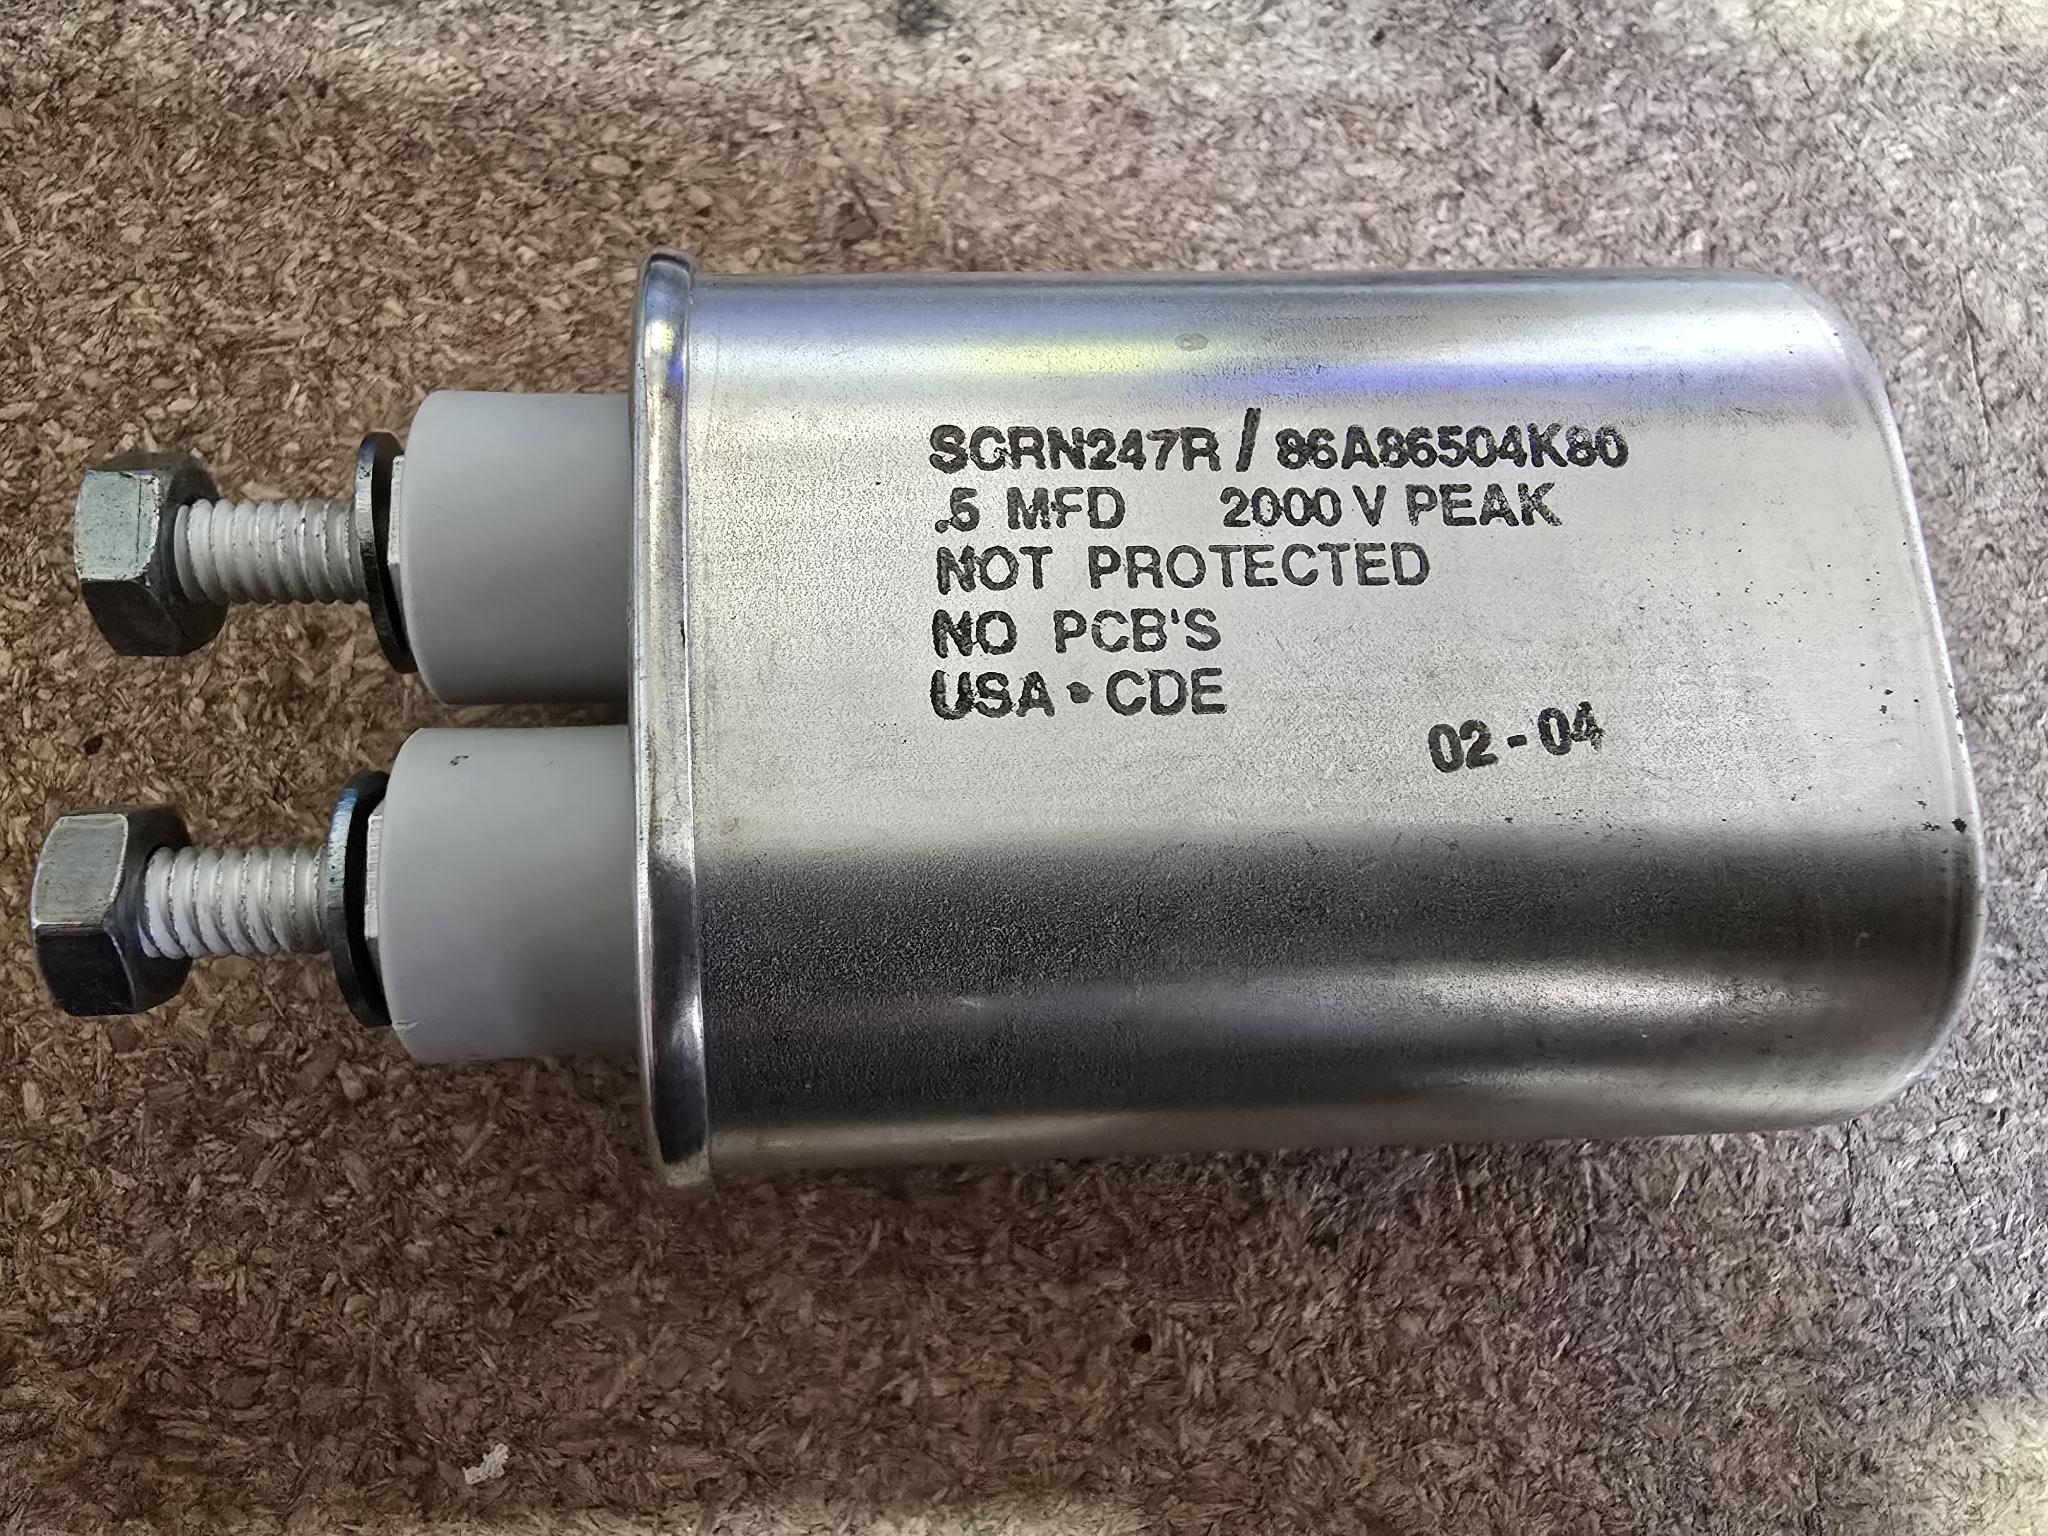 SCRN247R / 86A86504K80
.5 MFD 2000 V PEAK
NOT PROTECTED
NO PCB'S
USA • CDE
02-04